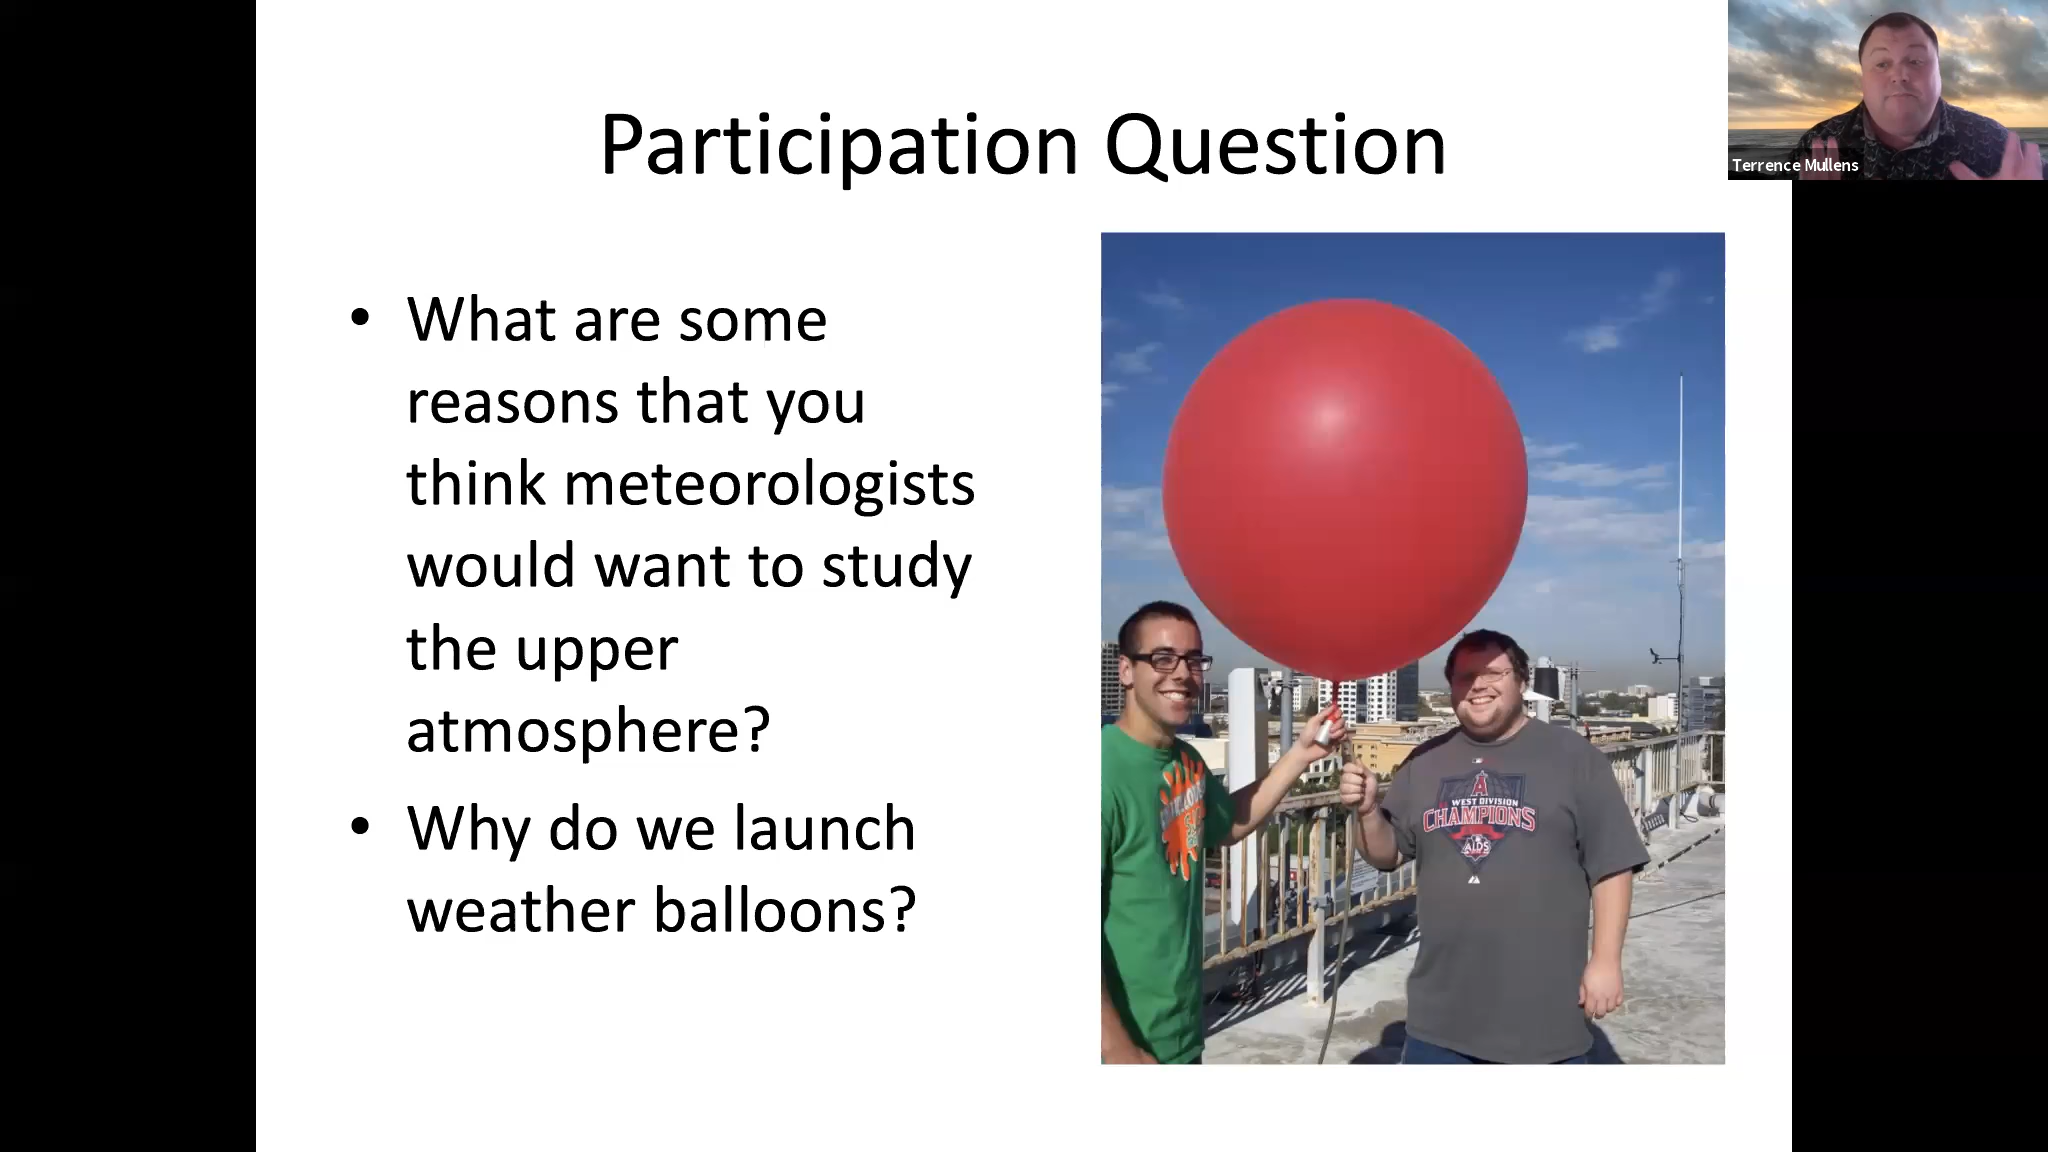 Participation Question
Terrence Mullens
• What are some
reasons that you
think meteorologists
would want to study
the upper
atmosphere?
• Why do we launch
weather balloons?
A
WEST DIVISION
CHAMPIONS
ALDS